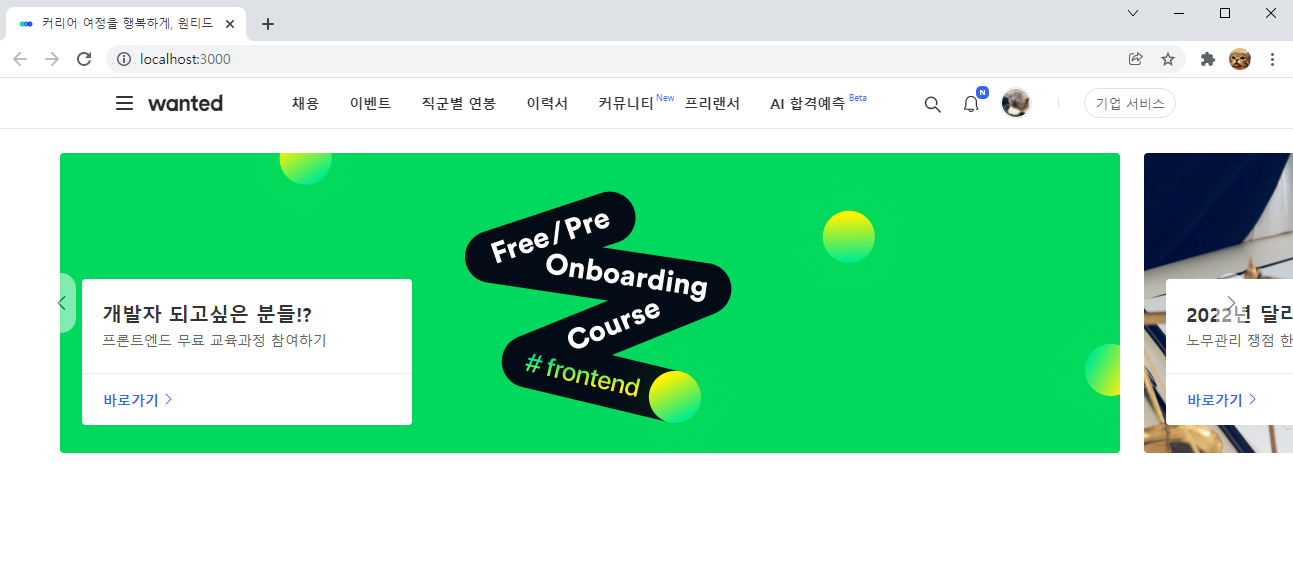 커리어 여정을 행복하게, 원티드
localhost:3000
wanted
채용
이벤트
직군별 연봉
이력서
커뮤니티 New
프리랜서
AI 합격예측 Beta
N
기업 서비스
Free/Pre
Onboarding
Course
# frontend
개발자 되고싶은 분들!?
프론트엔드 무료 교육과정 참여하기
바로가기
2022년 달라
노무관리 쟁점 한
바로가기